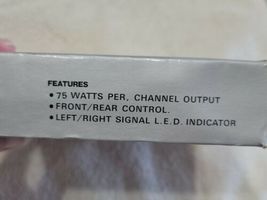 FEATURES
• 75 WATTS PER, CHANNEL OUTPUT
• FRONT/REAR CONTROL.
• LEFT/RIGHT SIGNAL L.E.D. INDICATOR